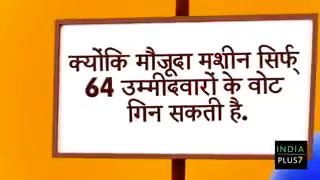 क्योंकि मौजूदा मशीन सिर्फ्
64 उम्मीदवारों के वोट
गिन सकती है.
INDIA
PLUS7